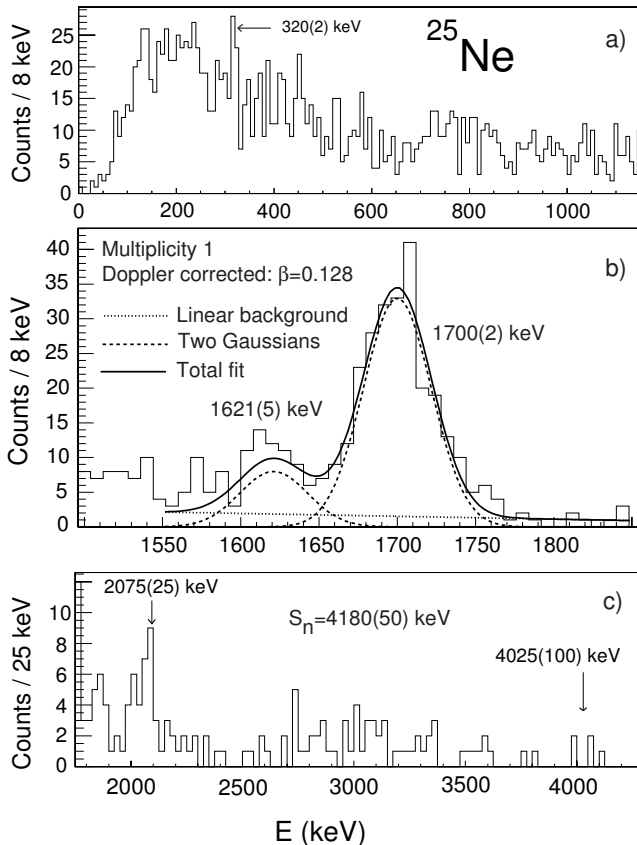 320(2) keV
25Ne
a)
Counts / 8 keV
25
20
15
10
5
0
0 200 400 600 800 1000
Multiplicity 1
Doppler corrected: β=0.128
b)
Linear background
Two Gaussians
Total fit
1700(2) keV
1621(5) keV
Counts / 8 keV
40
35
30
25
20
15
10
5
0
1550 1600 1650 1700 1750 1800
2075(25) keV
c)
Sn=4180(50) keV
4025(100) keV
Counts / 25 keV
10
8
6
4
2
0
2000 2500 3000 3500 4000
E (keV)